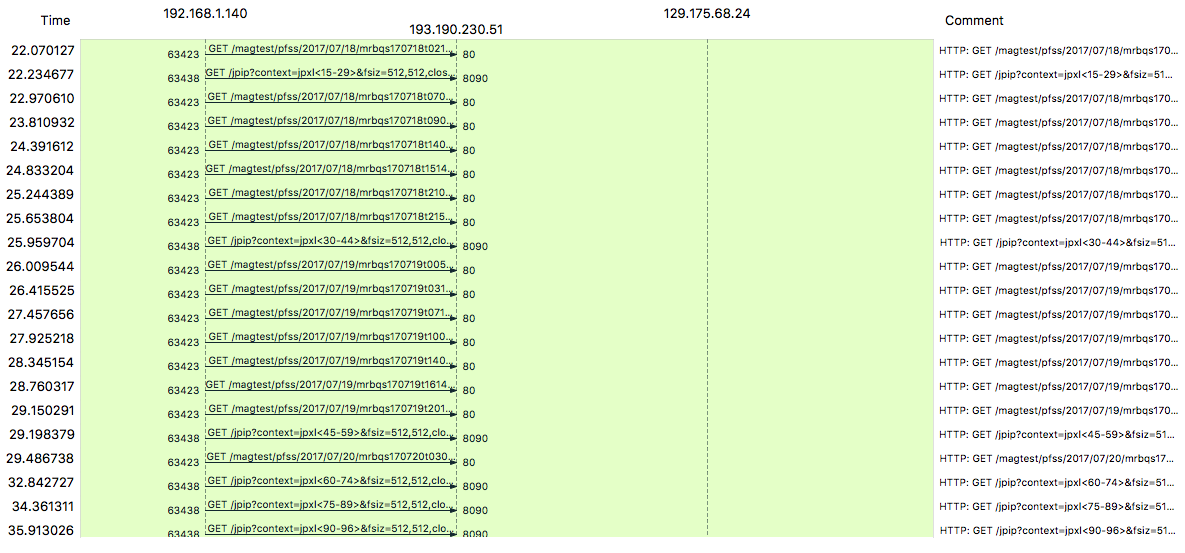 Time 192.168.1.140 193.190.230.51 129.175.68.24 Comment
22.070127 63423 GET /magtest/pfss/2017/07/18/mrbqs170718t021... 80 HTTP: GET /magtest/pfss/2017/07/18/mrbqs170...
22.234677 63438 GET /jpip?context=jpxl<15-29>&fsiz=512,512,clos... 8090 HTTP: GET /jpip?context=jpxl<15-29>&fsiz=51...
22.970610 63423 GET /magtest/pfss/2017/07/18/mrbqs170718t070... 80 HTTP: GET /magtest/pfss/2017/07/18/mrbqs170...
23.810932 63423 GET /magtest/pfss/2017/07/18/mrbqs170718t090... 80 HTTP: GET /magtest/pfss/2017/07/18/mrbqs170...
24.391612 63423 GET /magtest/pfss/2017/07/18/mrbqs170718t140... 80 HTTP: GET /magtest/pfss/2017/07/18/mrbqs170...
24.833204 63423 GET /magtest/pfss/2017/07/18/mrbqs170718t1514... 80 HTTP: GET /magtest/pfss/2017/07/18/mrbqs170...
25.244389 63423 GET /magtest/pfss/2017/07/18/mrbqs170718t210... 80 HTTP: GET /magtest/pfss/2017/07/18/mrbqs170...
25.653804 63423 GET /magtest/pfss/2017/07/18/mrbqs170718t215... 80 HTTP: GET /magtest/pfss/2017/07/18/mrbqs170...
25.959704 63438 GET /jpip?context=jpxl<30-44>&fsiz=512,512,clo... 8090 HTTP: GET /jpip?context=jpxl<30-44>&fsiz=51...
26.009544 63423 GET /magtest/pfss/2017/07/19/mrbqs170719t005... 80 HTTP: GET /magtest/pfss/2017/07/19/mrbqs170...
26.415525 63423 GET /magtest/pfss/2017/07/19/mrbqs170719t031... 80 HTTP: GET /magtest/pfss/2017/07/19/mrbqs170...
27.457656 63423 GET /magtest/pfss/2017/07/19/mrbqs170719t071... 80 HTTP: GET /magtest/pfss/2017/07/19/mrbqs170...
27.925218 63423 GET /magtest/pfss/2017/07/19/mrbqs170719t100... 80 HTTP: GET /magtest/pfss/2017/07/19/mrbqs170...
28.345154 63423 GET /magtest/pfss/2017/07/19/mrbqs170719t140... 80 HTTP: GET /magtest/pfss/2017/07/19/mrbqs170...
28.760317 63423 GET /magtest/pfss/2017/07/19/mrbqs170719t1614... 80 HTTP: GET /magtest/pfss/2017/07/19/mrbqs170...
29.150291 63423 GET /magtest/pfss/2017/07/19/mrbqs170719t201... 80 HTTP: GET /magtest/pfss/2017/07/19/mrbqs170...
29.198379 63438 GET /jpip?context=jpxl<45-59>&fsiz=512,512,clo... 8090 HTTP: GET /jpip?context=jpxl<45-59>&fsiz=51...
29.486738 63423 GET /magtest/pfss/2017/07/20/mrbqs170720t030... 80 HTTP: GET /magtest/pfss/2017/07/20/mrbqs17...
32.842727 63438 GET /jpip?context=jpxl<60-74>&fsiz=512,512,clo... 8090 HTTP: GET /jpip?context=jpxl<60-74>&fsiz=51...
34.361311 63438 GET /jpip?context=jpxl<75-89>&fsiz=512,512,clo... 8090 HTTP: GET /jpip?context=jpxl<75-89>&fsiz=51...
35.913026 63438 GET /jpip?context=jpxl<90-96>&fsiz=512,512,clo... 8090 HTTP: GET /jpip?context=jpxl<90-96>&fsiz=51...